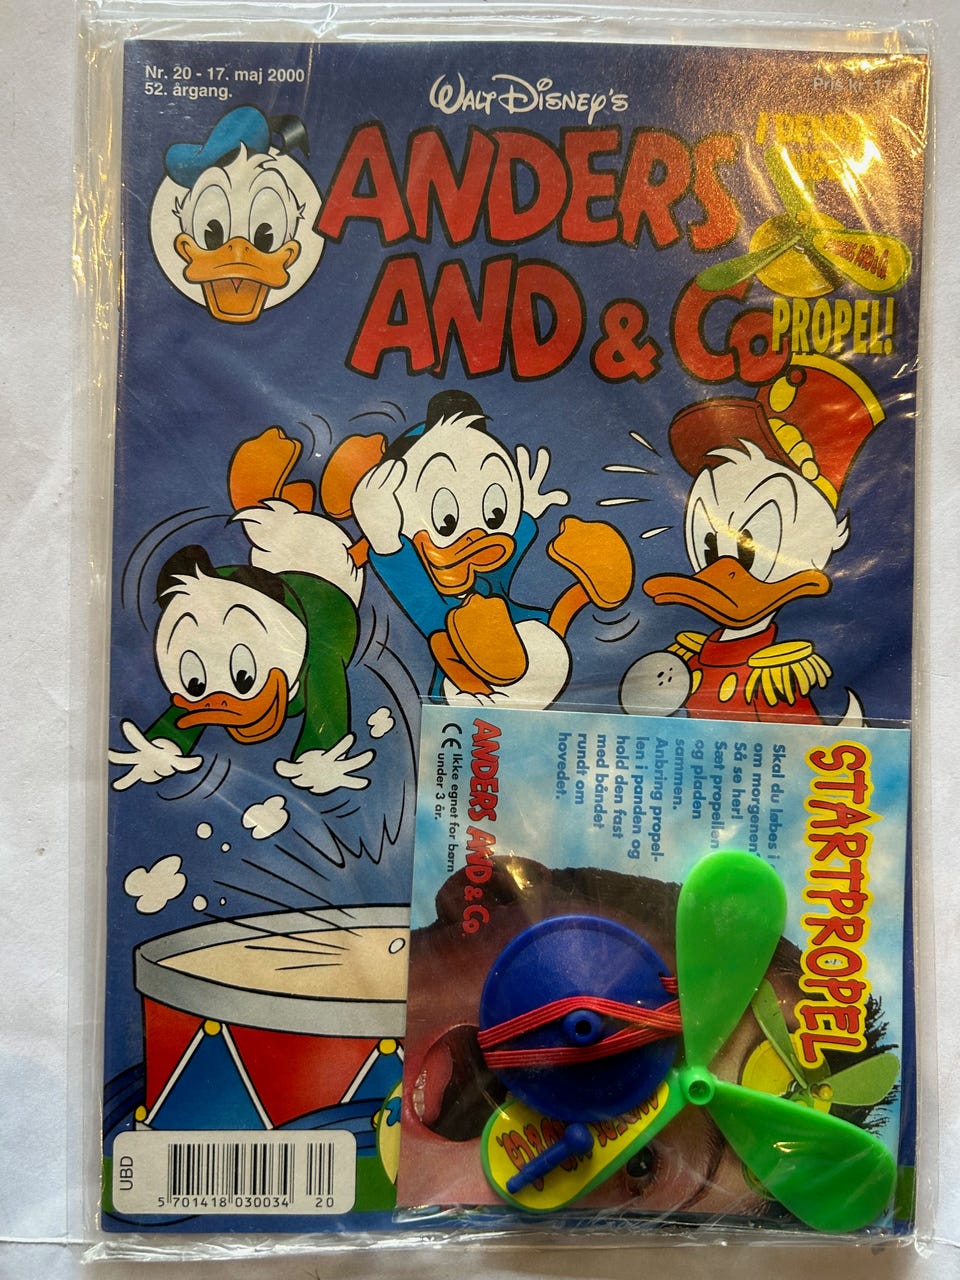 Nr. 20 - 17. maj 2000
52. årgang.
WALT DISNEY'S
ANDERS
AND & Co.
PROPEL!
STARTPROPEL
Skal du løbes i
om morgenen?
Så se her!
Sæt propellen
og pladen
sammen.
Anbring propel-
len i panden og
hold den fast
med båndet
rundt om
hovedet.
ANDERS AND & Co.
CE Ikke egnet for børn
under 3 år.
UBD
5 701418 030034 20